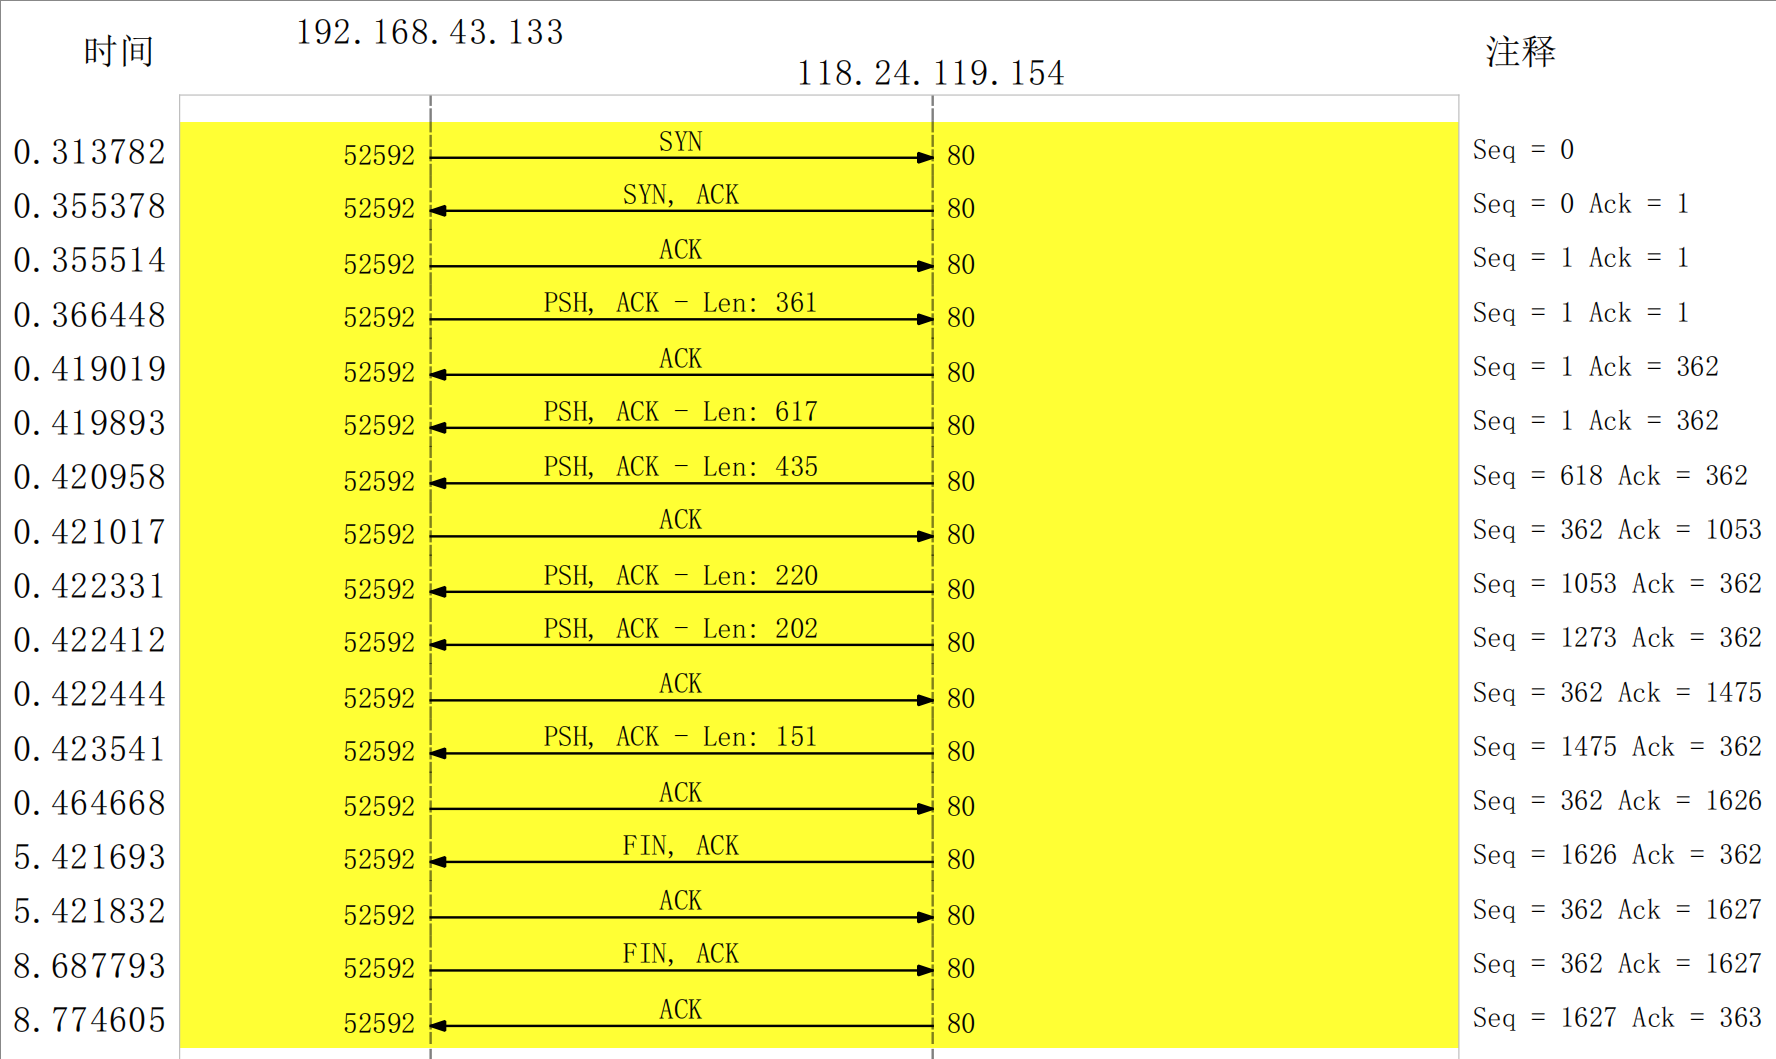 时间 192.168.43.133 118.24.119.154 注释
0.313782 52592 SYN 80 Seq = 0
0.355378 52592 SYN, ACK 80 Seq = 0 Ack = 1
0.355514 52592 ACK 80 Seq = 1 Ack = 1
0.366448 52592 PSH, ACK - Len: 361 80 Seq = 1 Ack = 1
0.419019 52592 ACK 80 Seq = 1 Ack = 362
0.419893 52592 PSH, ACK - Len: 617 80 Seq = 1 Ack = 362
0.420958 52592 PSH, ACK - Len: 435 80 Seq = 618 Ack = 362
0.421017 52592 ACK 80 Seq = 362 Ack = 1053
0.422331 52592 PSH, ACK - Len: 220 80 Seq = 1053 Ack = 362
0.422412 52592 PSH, ACK - Len: 202 80 Seq = 1273 Ack = 362
0.422444 52592 ACK 80 Seq = 362 Ack = 1475
0.423541 52592 PSH, ACK - Len: 151 80 Seq = 1475 Ack = 362
0.464668 52592 ACK 80 Seq = 362 Ack = 1626
5.421693 52592 FIN, ACK 80 Seq = 1626 Ack = 362
5.421832 52592 ACK 80 Seq = 362 Ack = 1627
8.687793 52592 FIN, ACK 80 Seq = 362 Ack = 1627
8.774605 52592 ACK 80 Seq = 1627 Ack = 363